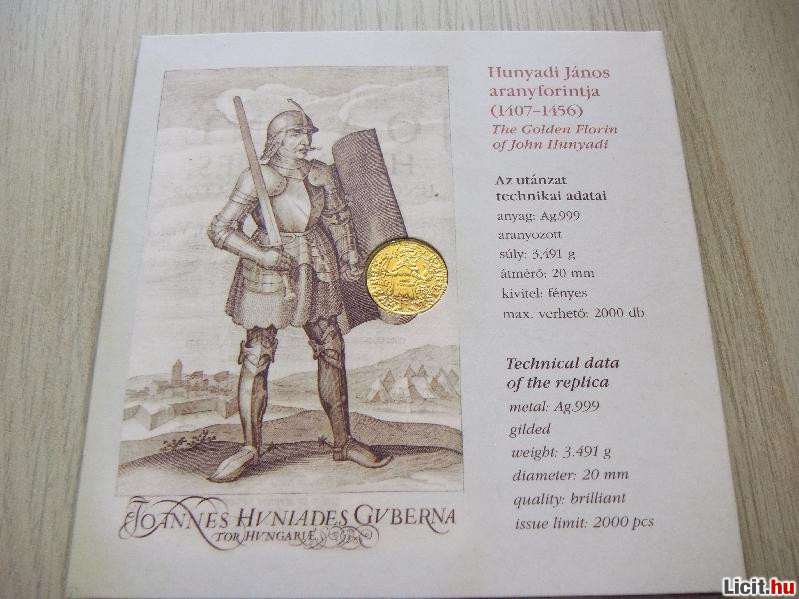 Hunyadi János
aranyforintja
(1407–1456)
The Golden Florin
of John Hunyadi
Az utánzat
technikai adatai
anyag: Ag.999
aranyozott
súly: 3,491 g
átmérő: 20 mm
kivitel: fényes
max. verhető: 2000 db
Technical data
of the replica
metal: Ag.999
gilded
weight: 3.491 g
diameter: 20 mm
quality: brilliant
issue limit: 2000 pcs
IOANNES HVNIADES GVBERNA
TOR HVNGARIÆ
Licit.hu